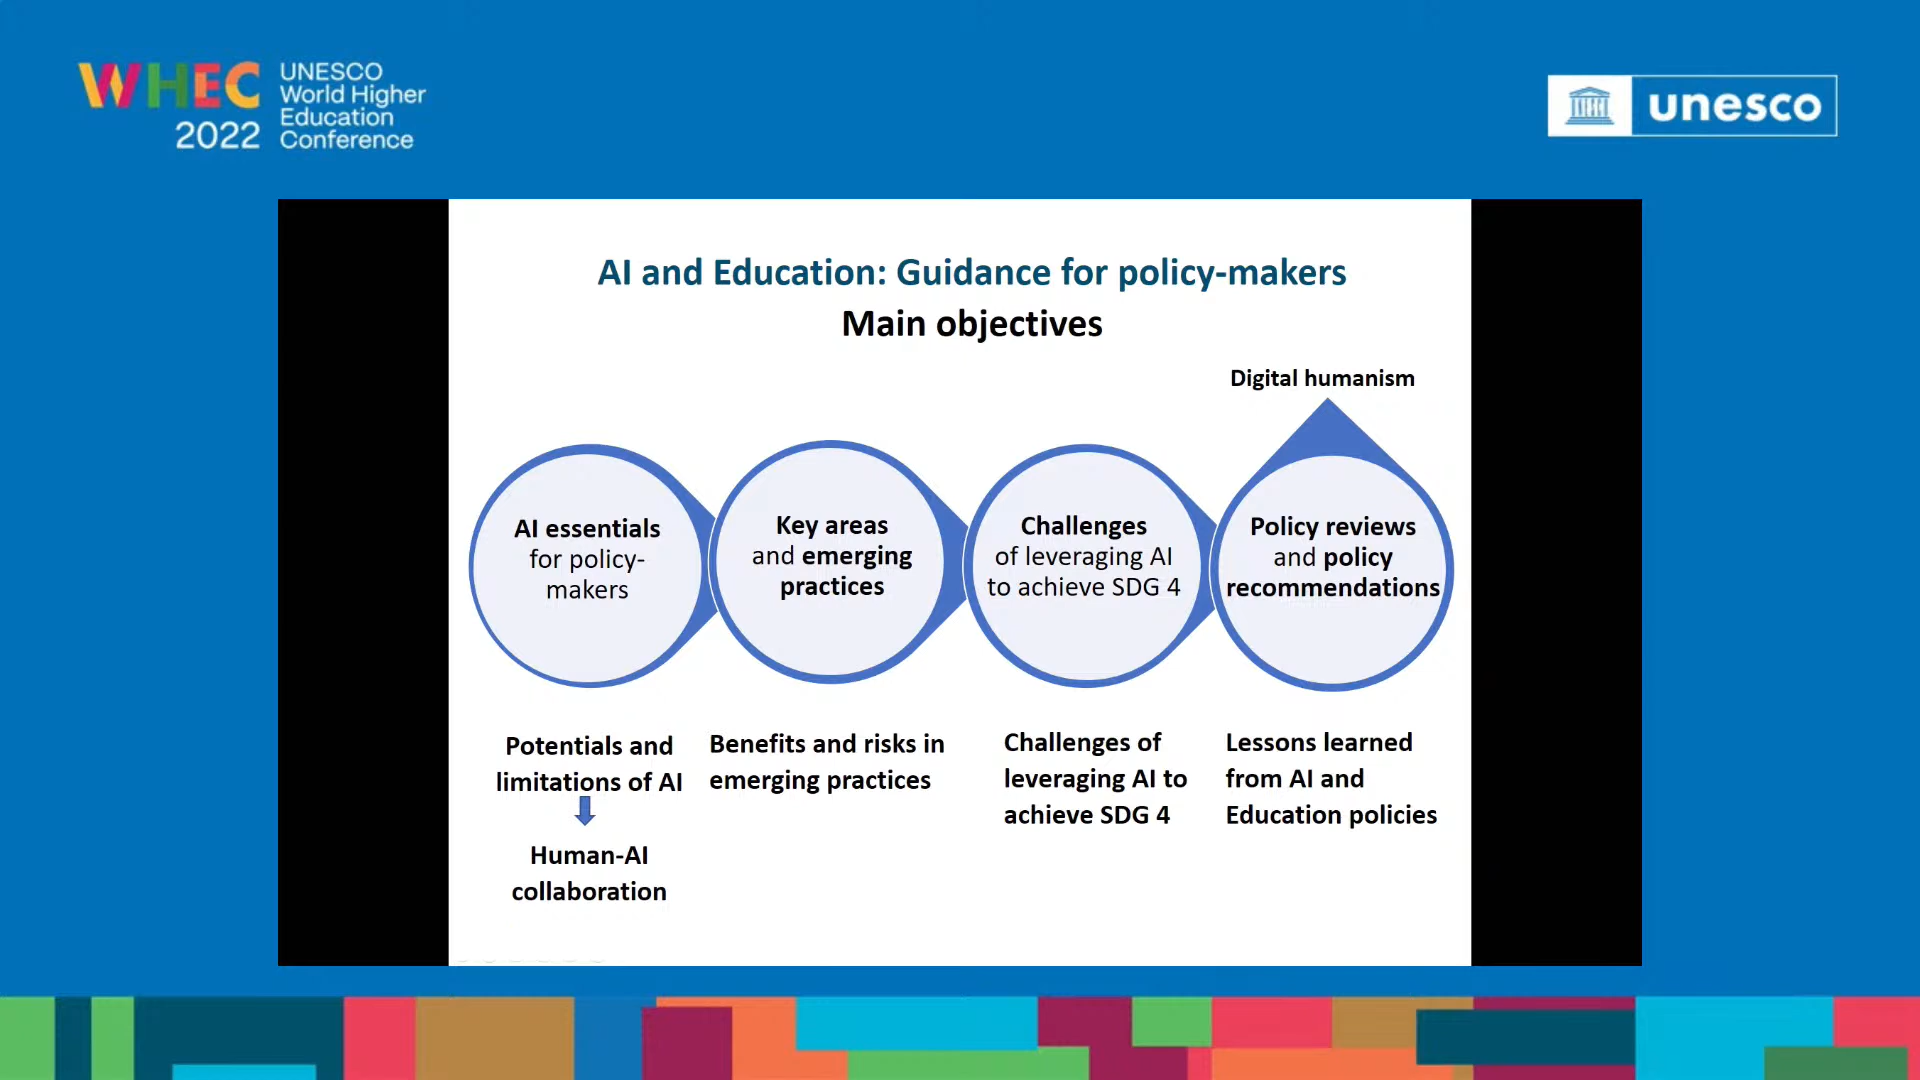 WHEC
2022
UNESCO
World Higher
Education
Conference
unesco
AI and Education: Guidance for policy-makers
Main objectives
Digital humanism
AI essentials
for policy-
makers
Key areas
and emerging
practices
Challenges
of leveraging AI
to achieve SDG 4
Policy reviews
and policy
recommendations
Potentials and
limitations of AI
Human-AI
collaboration
Benefits and risks in
emerging practices
Challenges of
leveraging AI to
achieve SDG 4
Lessons learned
from AI and
Education policies